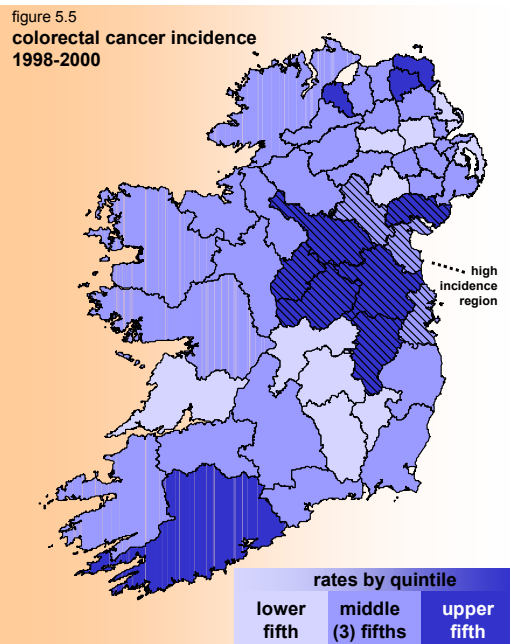 figure 5.5
colorectal cancer incidence
1998-2000
high
incidence
region
rates by quintile
lower
fifth
middle
(3) fifths
upper
fifth